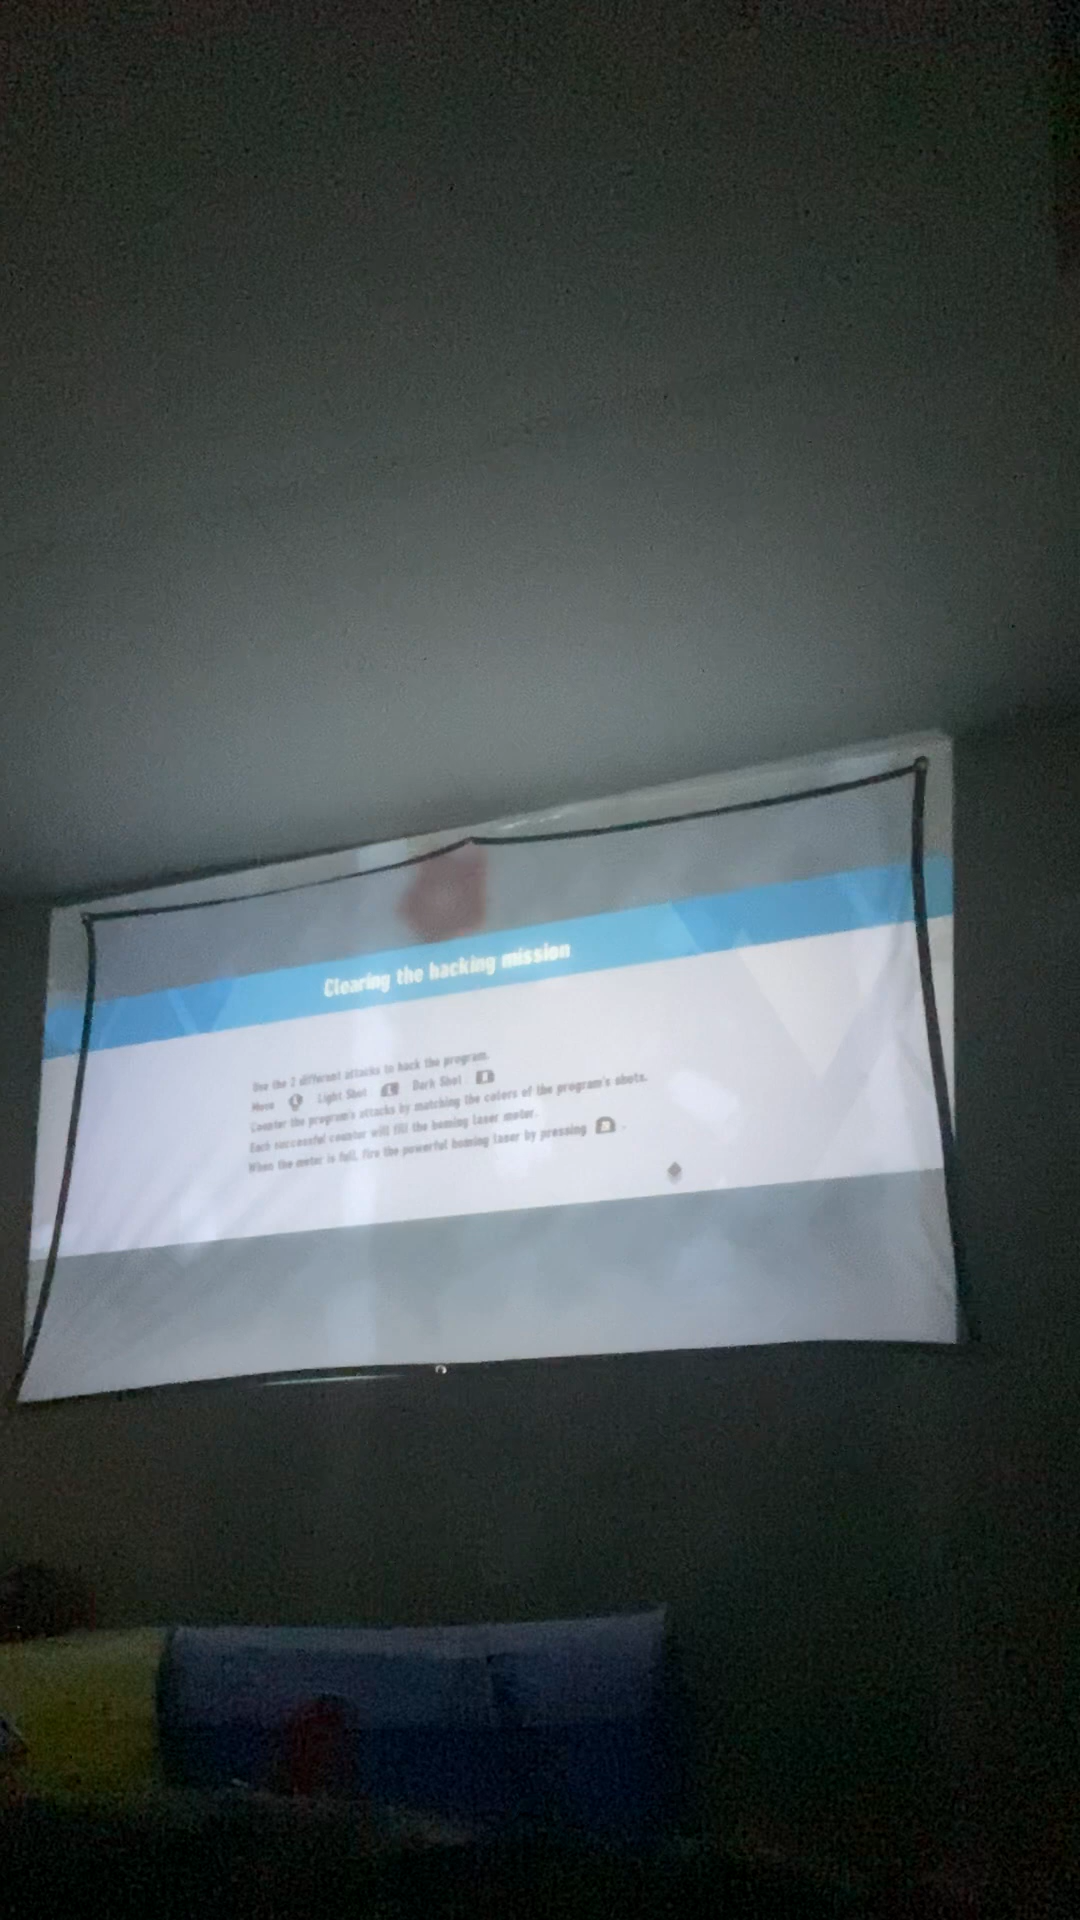 Clearing the hacking mission
Use the 2 different attacks to hack the program.
Move Light Shot Dark Shot
Counter the program's attacks by matching the colors of the program's shots.
Each successful counter will fill the homing laser meter.
When the meter is full, fire the powerful homing laser by pressing .